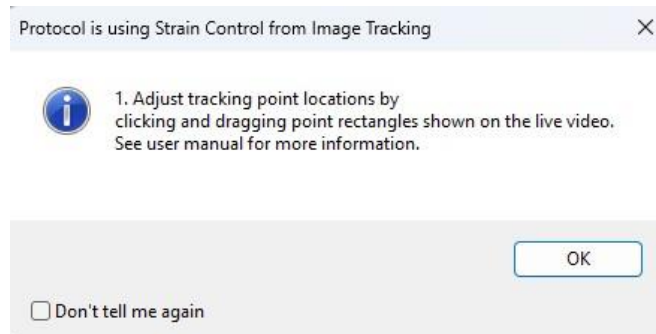 Protocol is using Strain Control from Image Tracking
1. Adjust tracking point locations by
clicking and dragging point rectangles shown on the live video.
See user manual for more information.
OK
Don't tell me again